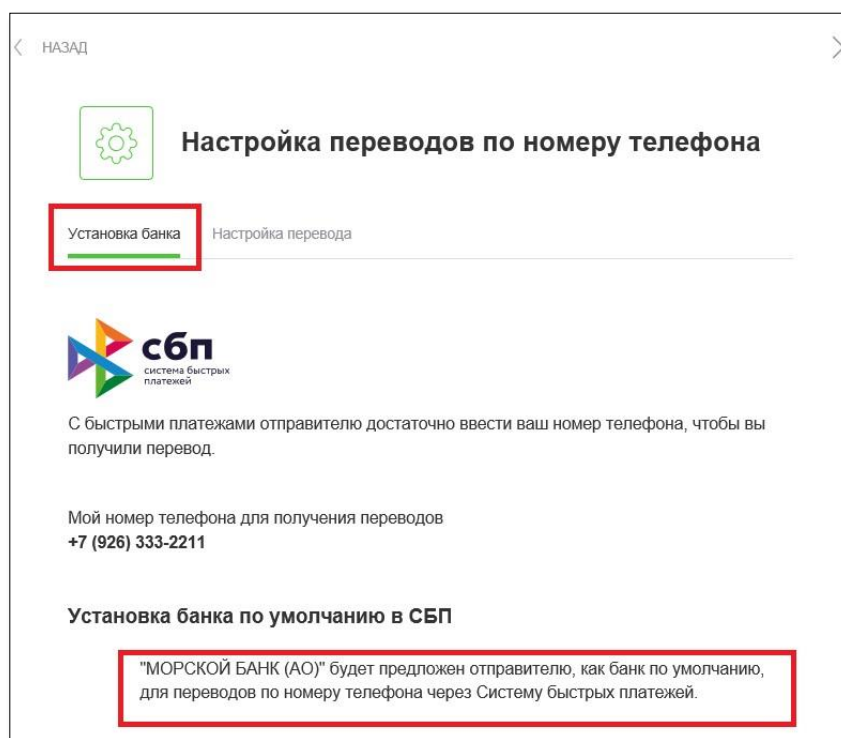 НАЗАД
Настройка переводов по номеру телефона
Установка банка Настройка перевода
сбп
система быстрых
платежей
С быстрыми платежами отправителю достаточно ввести ваш номер телефона, чтобы вы
получили перевод.
Мой номер телефона для получения переводов
+7 (926) 333-2211
Установка банка по умолчанию в СБП
"МОРСКОЙ БАНК (АО)" будет предложен отправителю, как банк по умолчанию,
для переводов по номеру телефона через Систему быстрых платежей.